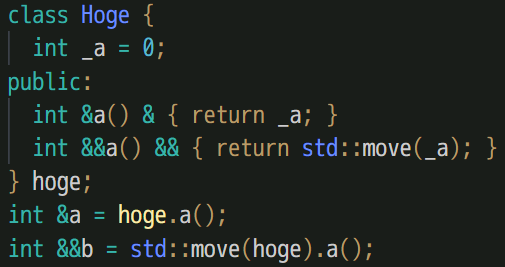 class Hoge {
  int _a = 0;
public:
  int &a() & { return _a; }
  int &&a() && { return std::move(_a); }
} hoge;
int &a = hoge.a();
int &&b = std::move(hoge).a();